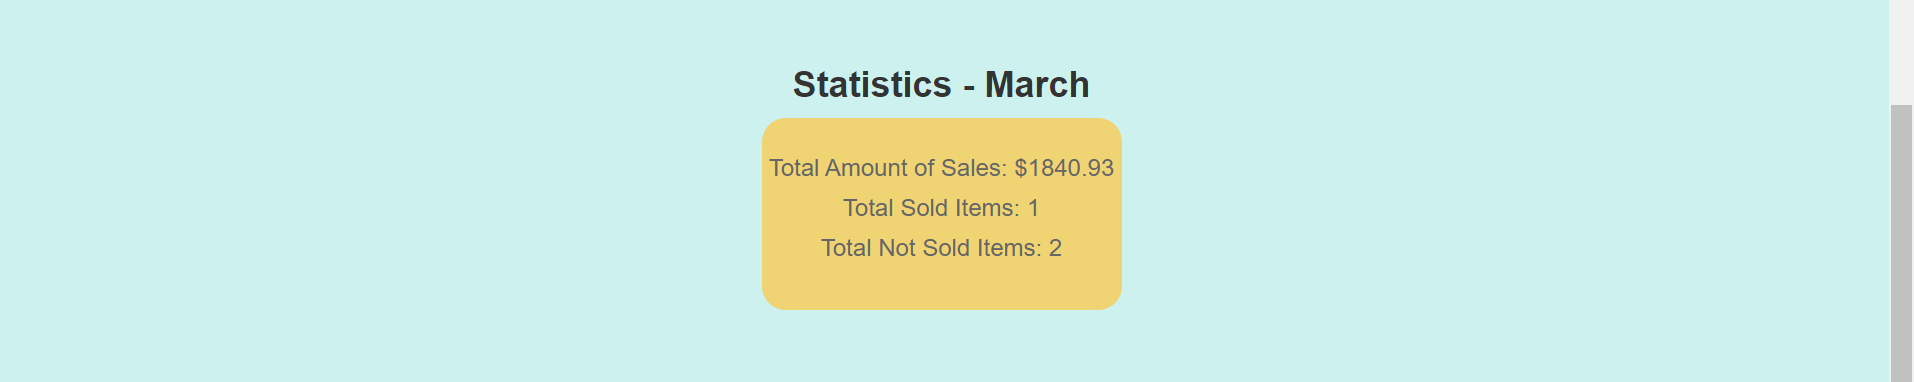 Statistics - March
Total Amount of Sales: $1840.93
Total Sold Items: 1
Total Not Sold Items: 2